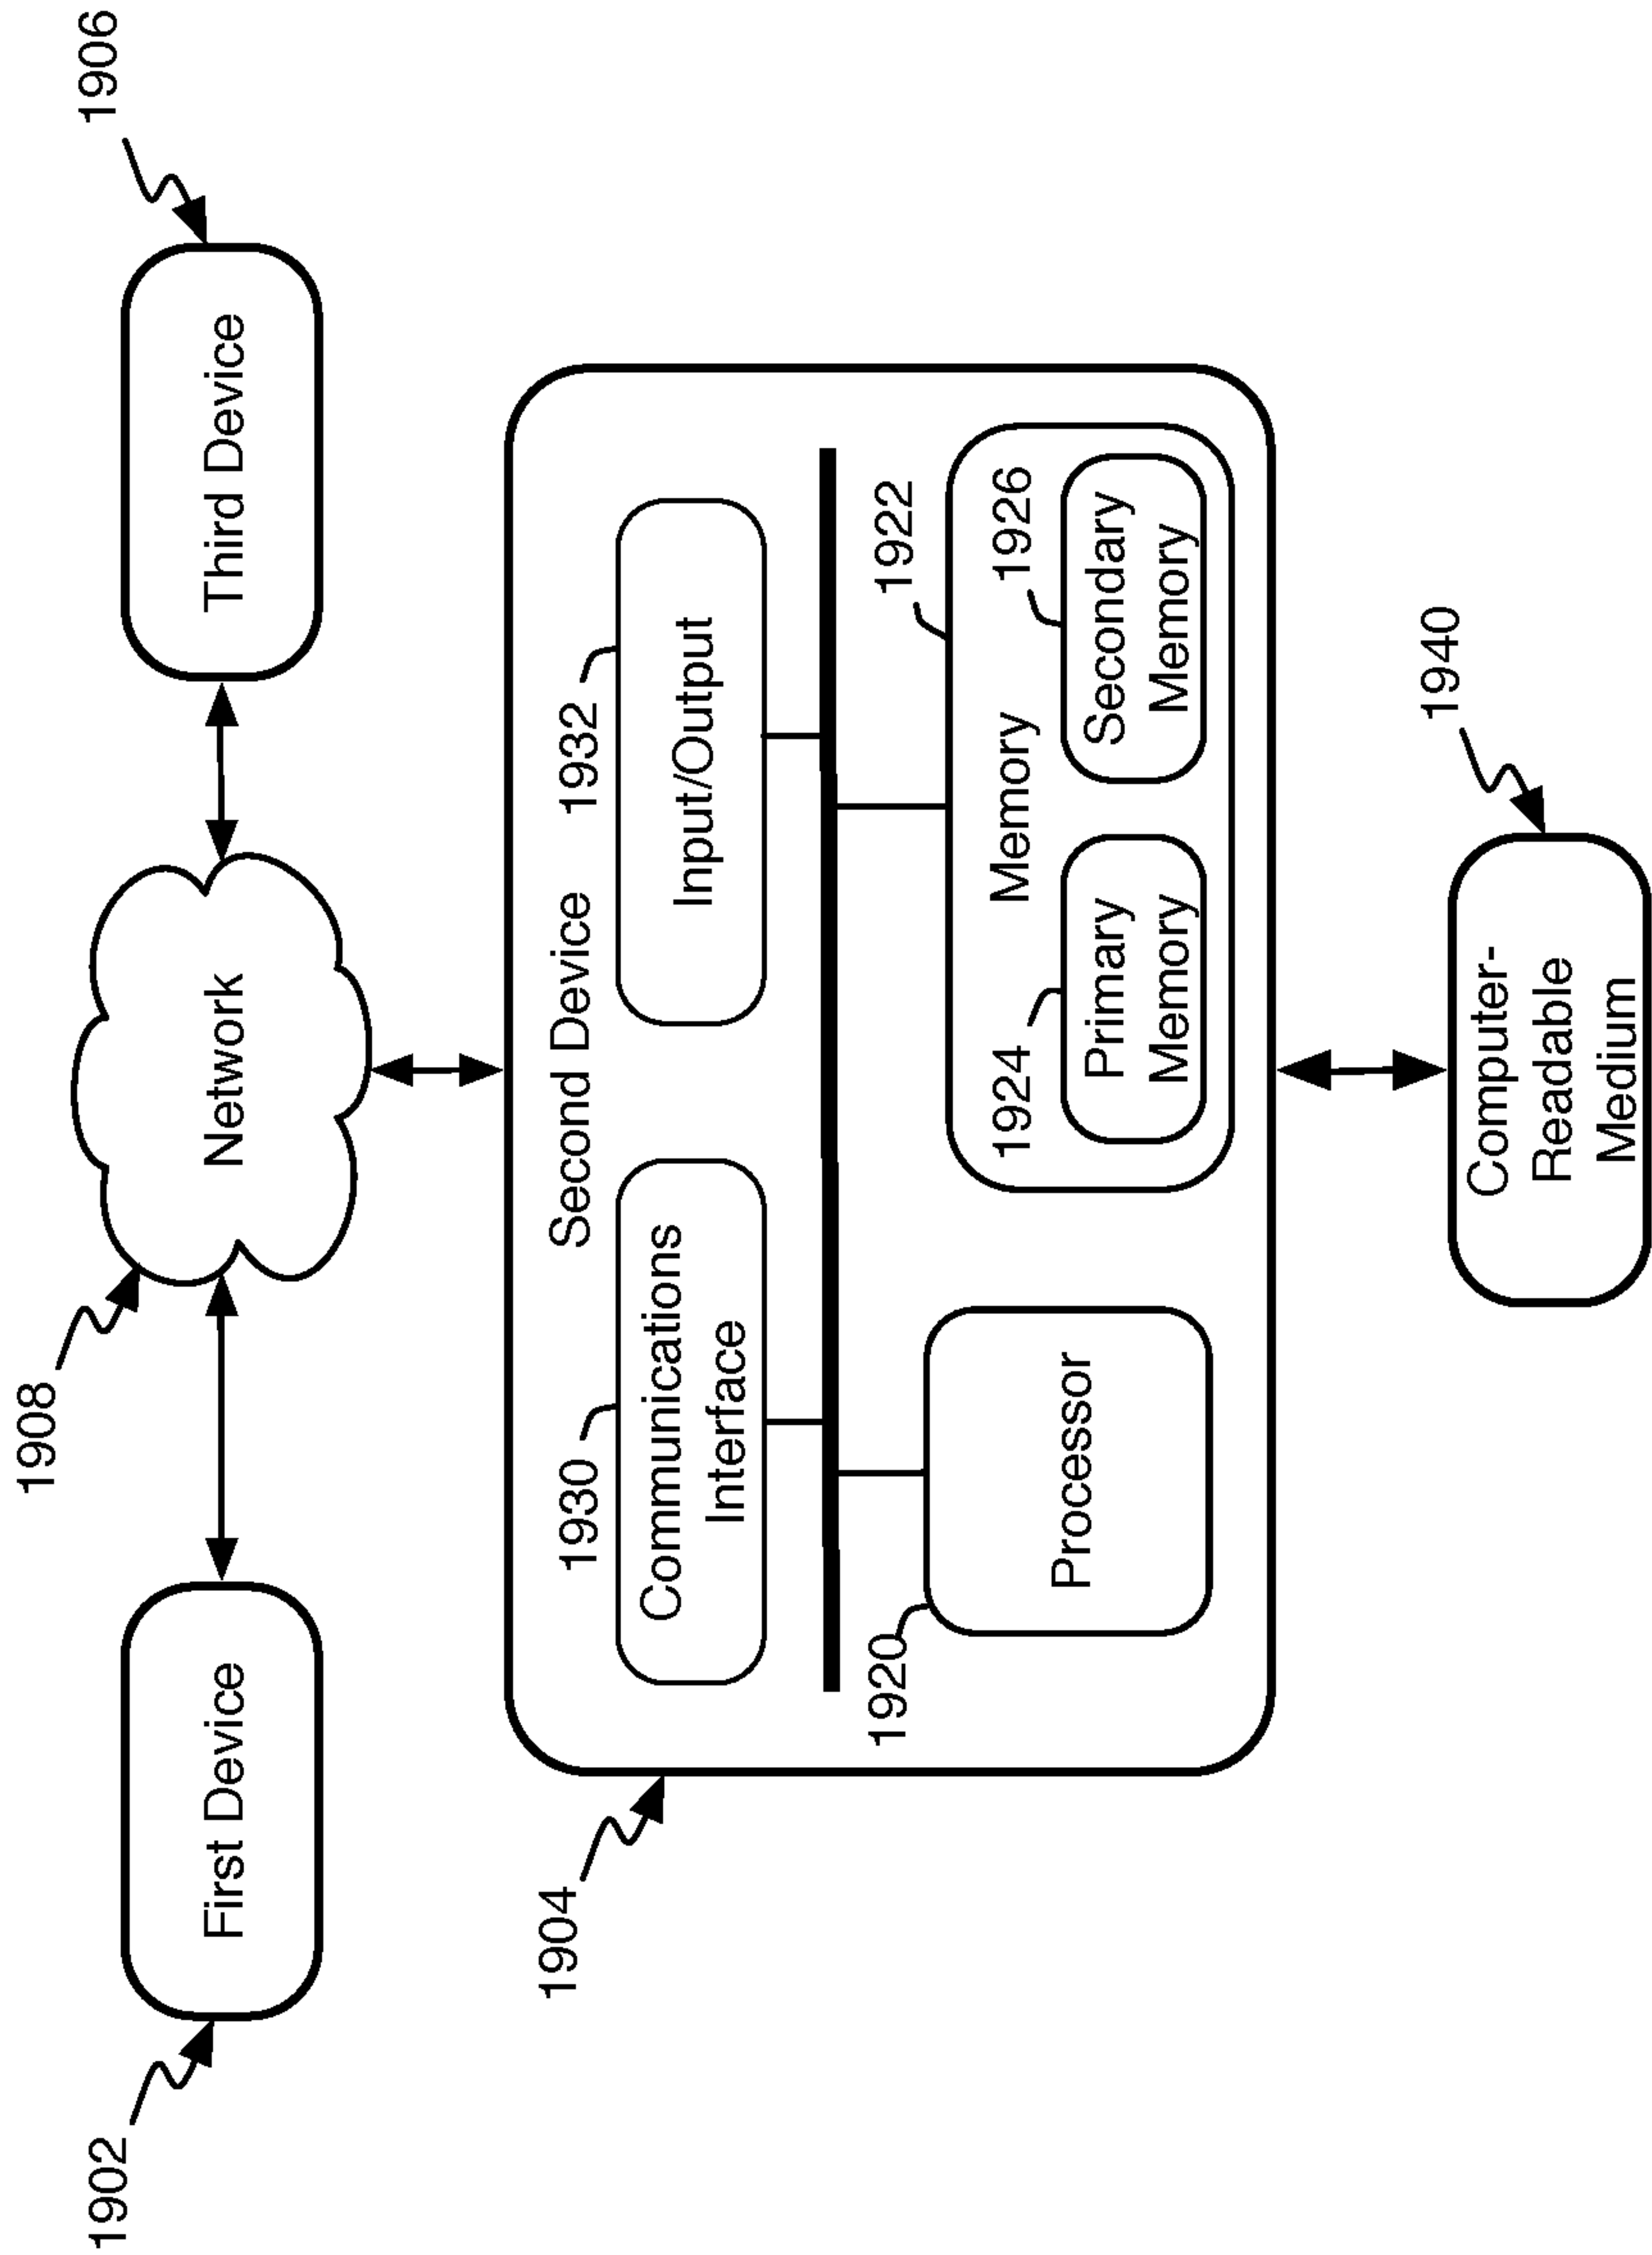 1902
First Device
1908
Network
Third Device
1906
1904
Second Device
1930
Communications
Interface
1932
Input/Output
1920
Processor
1922
Memory
1924
Primary
Memory
1926
Secondary
Memory
1940
Computer-
Readable
Medium